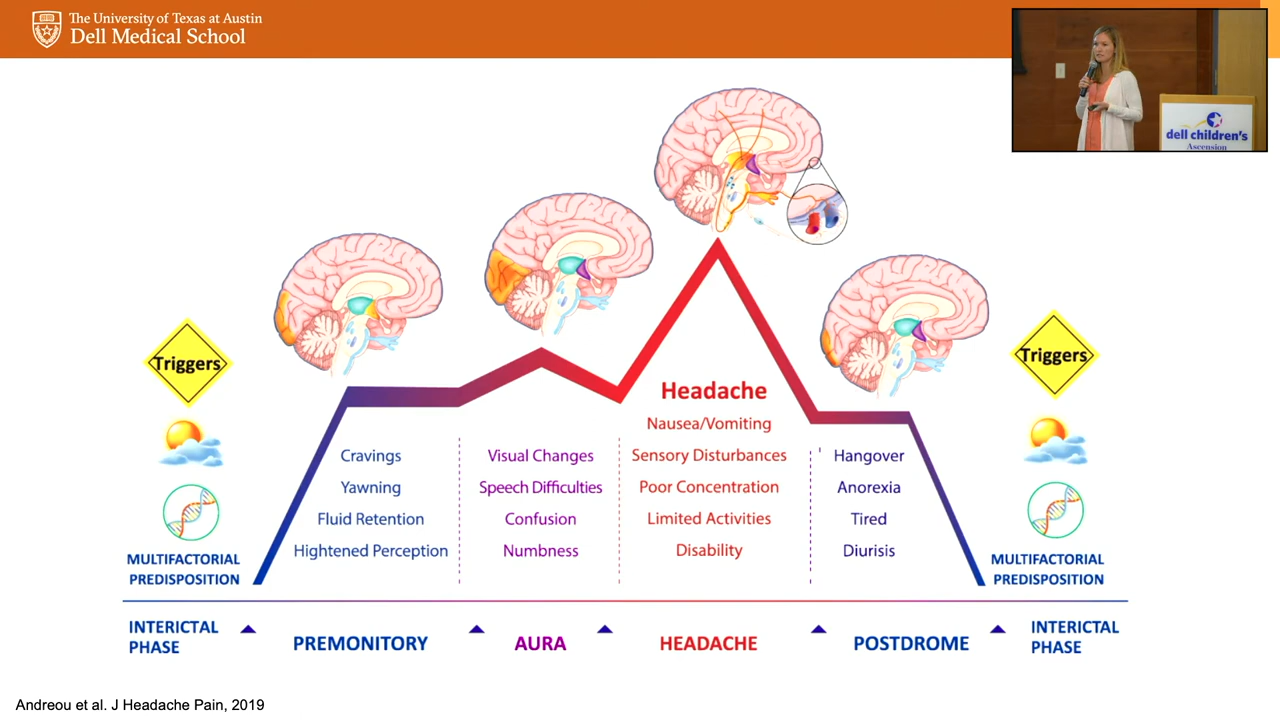 The University of Texas at Austin
Dell Medical School
dell children's
Ascension
Triggers
MULTIFACTORIAL
PREDISPOSITION
Cravings
Yawning
Fluid Retention
Hightened Perception
Visual Changes
Speech Difficulties
Confusion
Numbness
Headache
Nausea/Vomiting
Sensory Disturbances
Poor Concentration
Limited Activities
Disability
Hangover
Anorexia
Tired
Diurisis
Triggers
MULTIFACTORIAL
PREDISPOSITION
INTERICTAL
PHASE
PREMONITORY
AURA
HEADACHE
POSTDROME
INTERICTAL
PHASE
Andreou et al. J Headache Pain, 2019